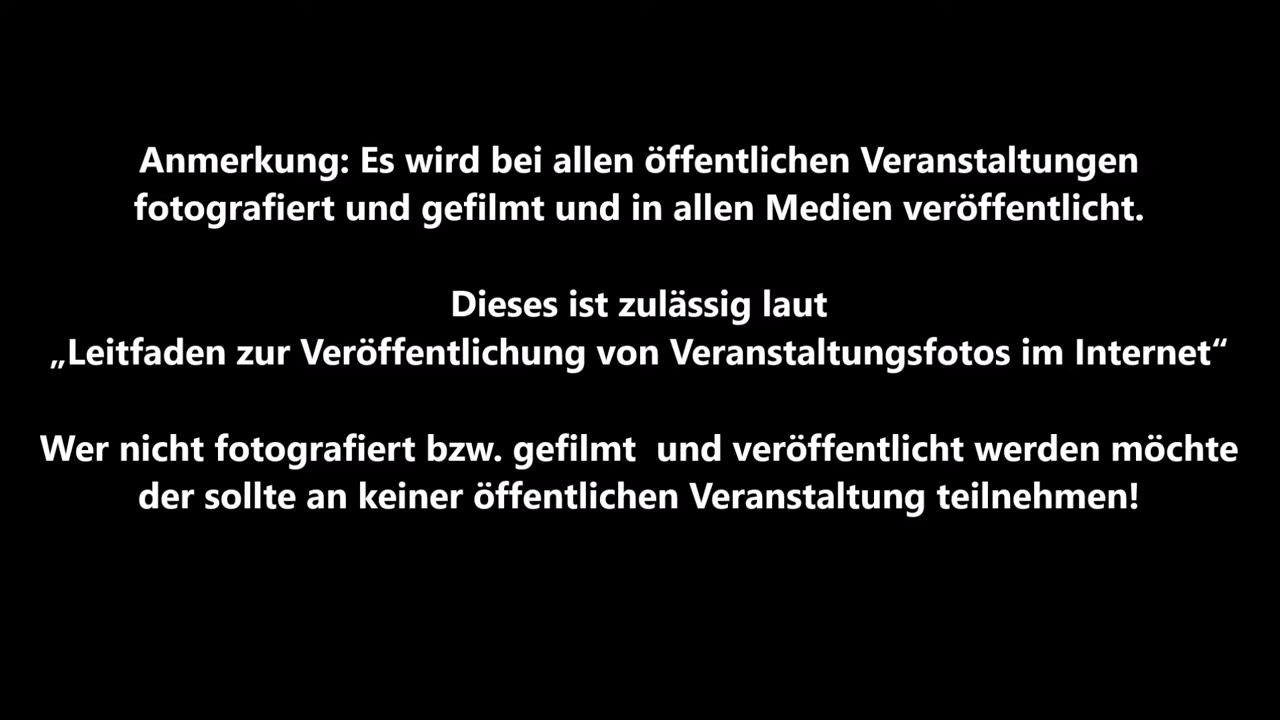 Anmerkung: Es wird bei allen öffentlichen Veranstaltungen
fotografiert und gefilmt und in allen Medien veröffentlicht.
Dieses ist zulässig laut
„Leitfaden zur Veröffentlichung von Veranstaltungsfotos im Internet“
Wer nicht fotografiert bzw. gefilmt  und veröffentlicht werden möchte
der sollte an keiner öffentlichen Veranstaltung teilnehmen!